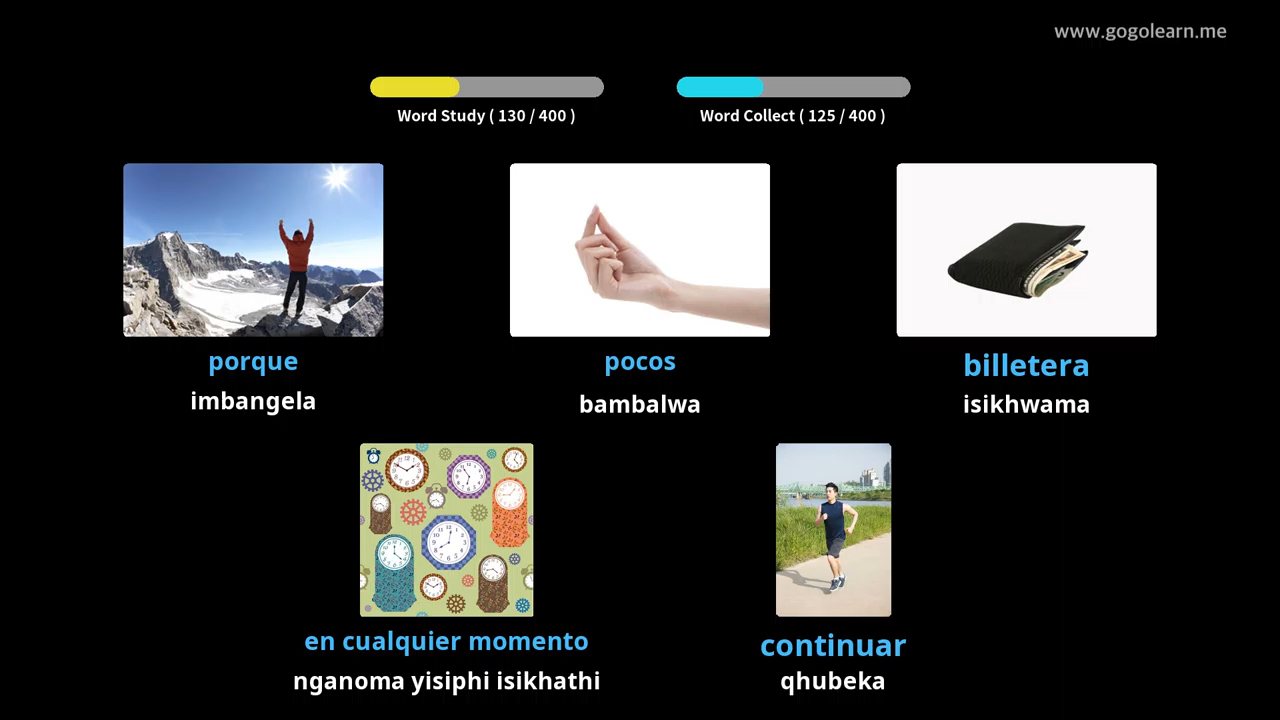 www.gogolearn.me
Word Study ( 130 / 400 )
Word Collect ( 125 / 400 )
porque
imbangela
pocos
bambalwa
billetera
isikhwama
en cualquier momento
nganoma yisiphi isikhathi
continuar
qhubeka